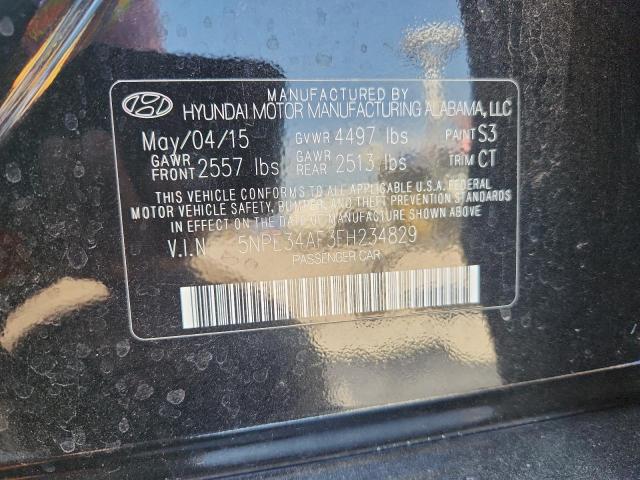 MANUFACTURED BY
HYUNDAI MOTOR MANUFACTURING ALABAMA, LLC
May/04/15 GVWR 4497 lbs PAINT S3
GAWR FRONT 2557 lbs GAWR REAR 2513 lbs TRIM CT
THIS VEHICLE CONFORMS TO ALL APPLICABLE U.S.A. FEDERAL
MOTOR VEHICLE SAFETY, BUMPER, AND THEFT PREVENTION STANDARDS
IN EFFECT ON THE DATE OF MANUFACTURE SHOWN ABOVE.
V.I.N 5NPE34AF3FH234829
PASSENGER CAR